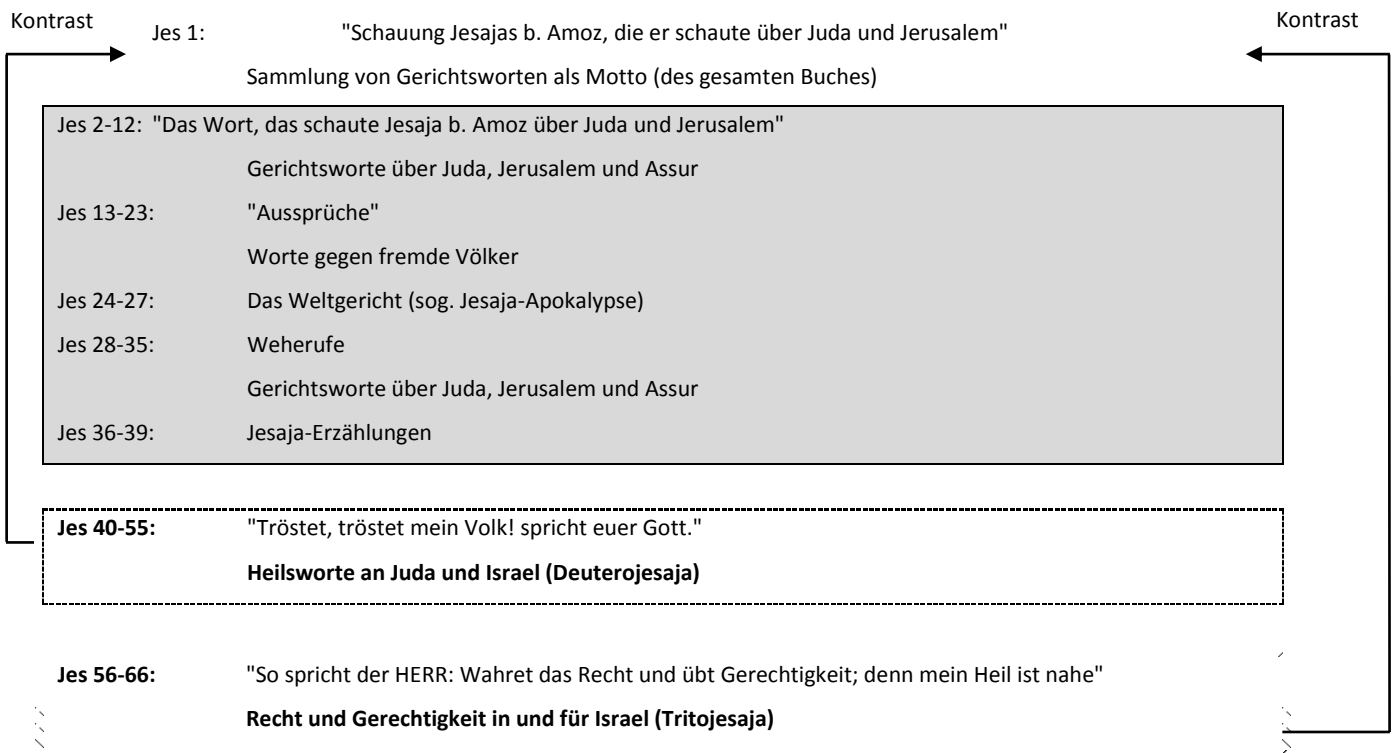 Kontrast Kontrast
Jes 1: "Schauung Jesajas b. Amoz, die er schaute über Juda und Jerusalem"
Sammlung von Gerichtsworten als Motto (des gesamten Buches)
Jes 2-12: "Das Wort, das schaute Jesaja b. Amoz über Juda und Jerusalem"
Gerichtsworte über Juda, Jerusalem und Assur
Jes 13-23: "Aussprüche"
Worte gegen fremde Völker
Jes 24-27: Das Weltgericht (sog. Jesaja-Apokalypse)
Jes 28-35: Weherufe
Gerichtsworte über Juda, Jerusalem und Assur
Jes 36-39: Jesaja-Erzählungen
Jes 40-55: "Tröstet, tröstet mein Volk! spricht euer Gott."
Heilsworte an Juda und Israel (Deuterojesaja)
Jes 56-66: "So spricht der HERR: Wahret das Recht und übt Gerechtigkeit; denn mein Heil ist nahe"
Recht und Gerechtigkeit in und für Israel (Tritojesaja)